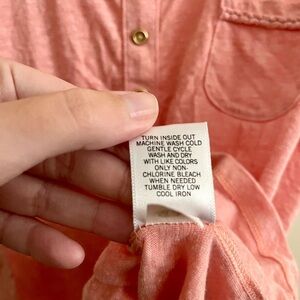 TURN INSIDE OUT
MACHINE WASH COLD
GENTLE CYCLE
WASH AND DRY
WITH LIKE COLORS
ONLY NON-
CHLORINE BLEACH
WHEN NEEDED
TUMBLE DRY LOW
COOL IRON